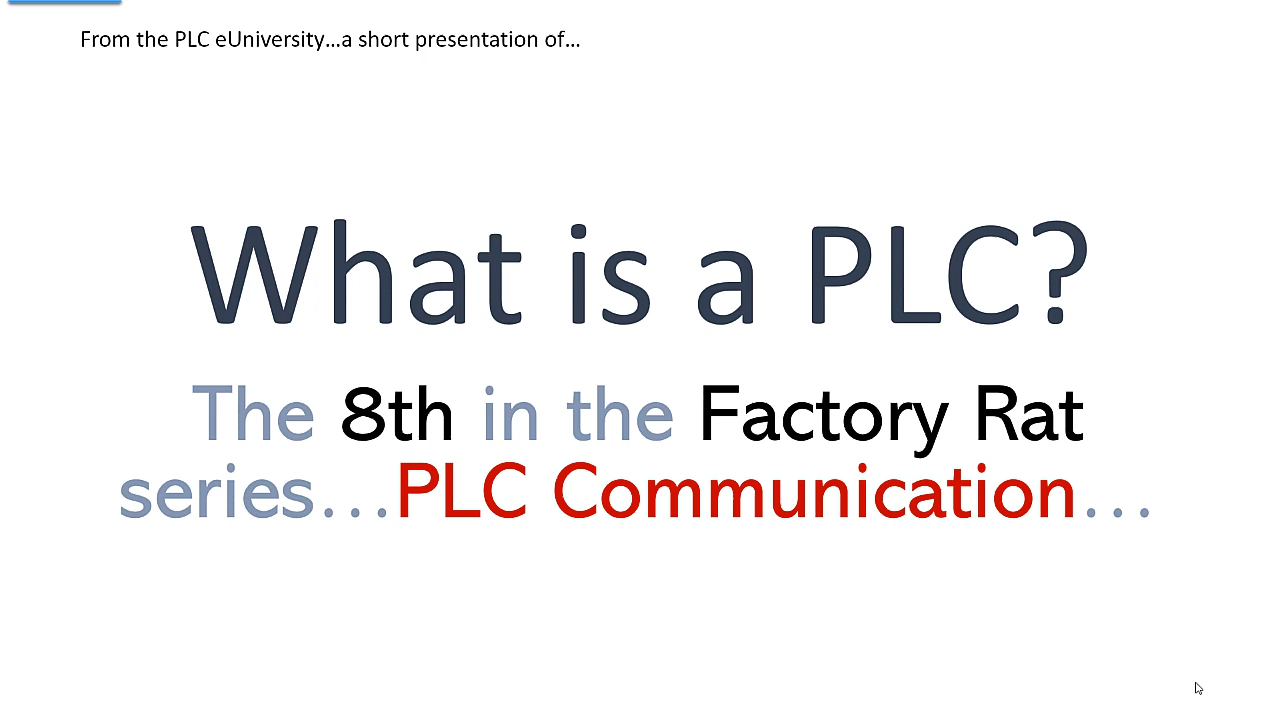 From the PLC eUniversity...a short presentation of...
What is a PLC?
The 8th in the Factory Rat
series...PLC Communication...